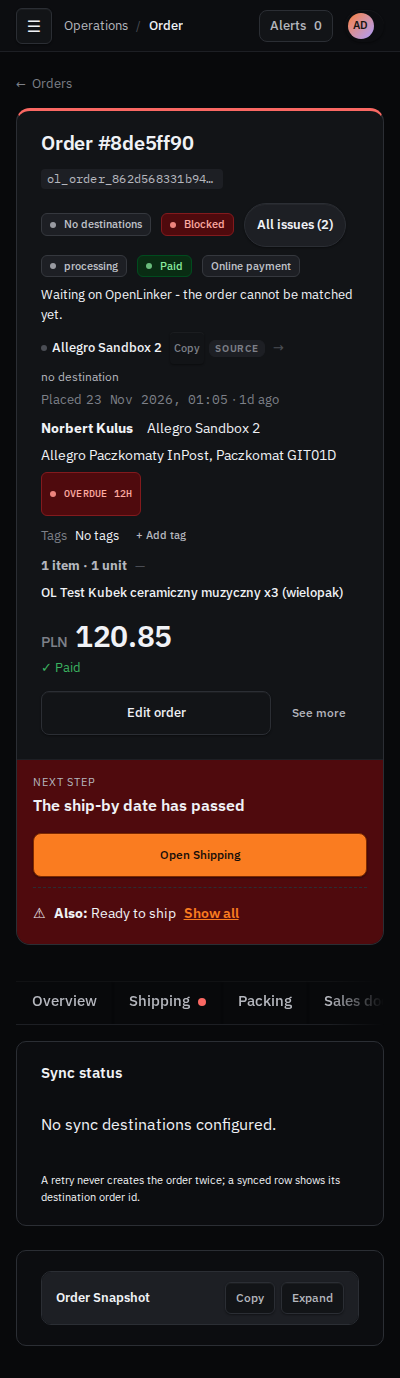 ☰ Operations / Order Alerts 0 AD
← Orders
Order #8de5ff90
ol_order_862d568331b94…
No destinations Blocked All issues (2)
processing Paid Online payment
Waiting on OpenLinker - the order cannot be matched
yet.
Allegro Sandbox 2 Copy SOURCE →
no destination
Placed 23 Nov 2026, 01:05 · 1d ago
Norbert Kulus Allegro Sandbox 2
Allegro Paczkomaty InPost, Paczkomat GIT01D
OVERDUE 12H
Tags No tags + Add tag
1 item · 1 unit —
OL Test Kubek ceramiczny muzyczny x3 (wielopak)
PLN 120.85
✓ Paid
Edit order See more
NEXT STEP
The ship-by date has passed
Open Shipping
⚠ Also: Ready to ship Show all
Overview Shipping Packing Sales do
Sync status
No sync destinations configured.
A retry never creates the order twice; a synced row shows its
destination order id.
Order Snapshot Copy Expand